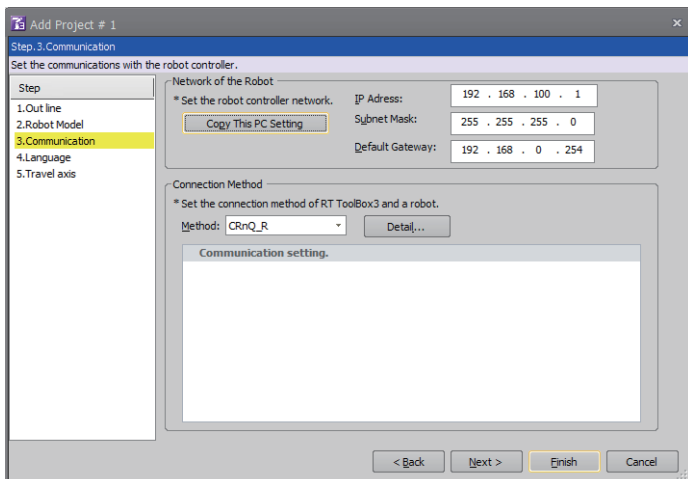 Add Project # 1
Step.3.Communication
Set the communications with the robot controller.
Step
1.Out line
2.Robot Model
3.Communication
4.Language
5.Travel axis
Network of the Robot
* Set the robot controller network.
Copy This PC Setting
IP Adress: 192 . 168 . 100 . 1
Subnet Mask: 255 . 255 . 255 . 0
Default Gateway: 192 . 168 . 0 . 254
Connection Method
* Set the connection method of RT ToolBox3 and a robot.
Method: CRnQ_R Detail...
Communication setting.
< Back Next > Finish Cancel